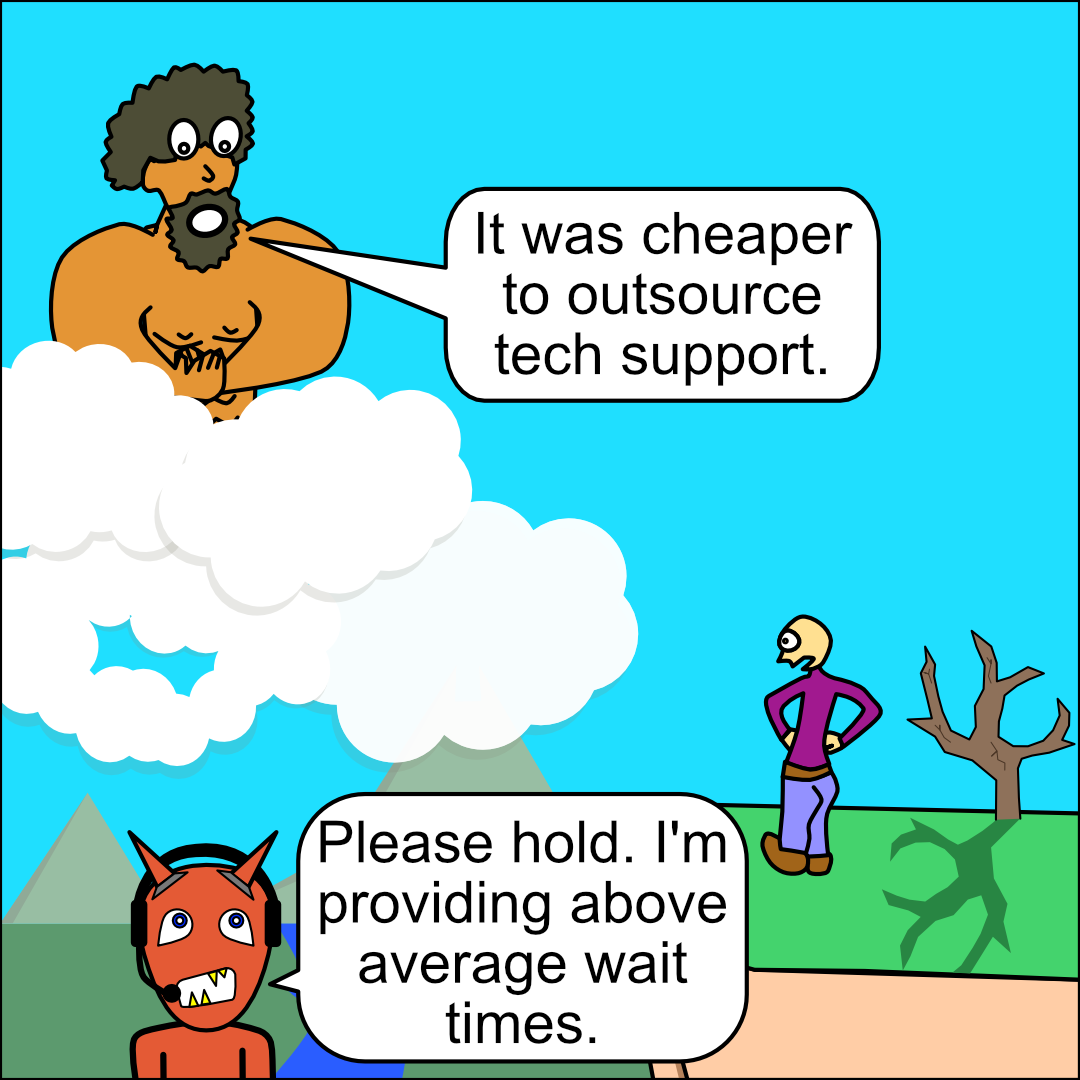 It was cheaper
to outsource
tech support.
Please hold. I'm
providing above
average wait
times.